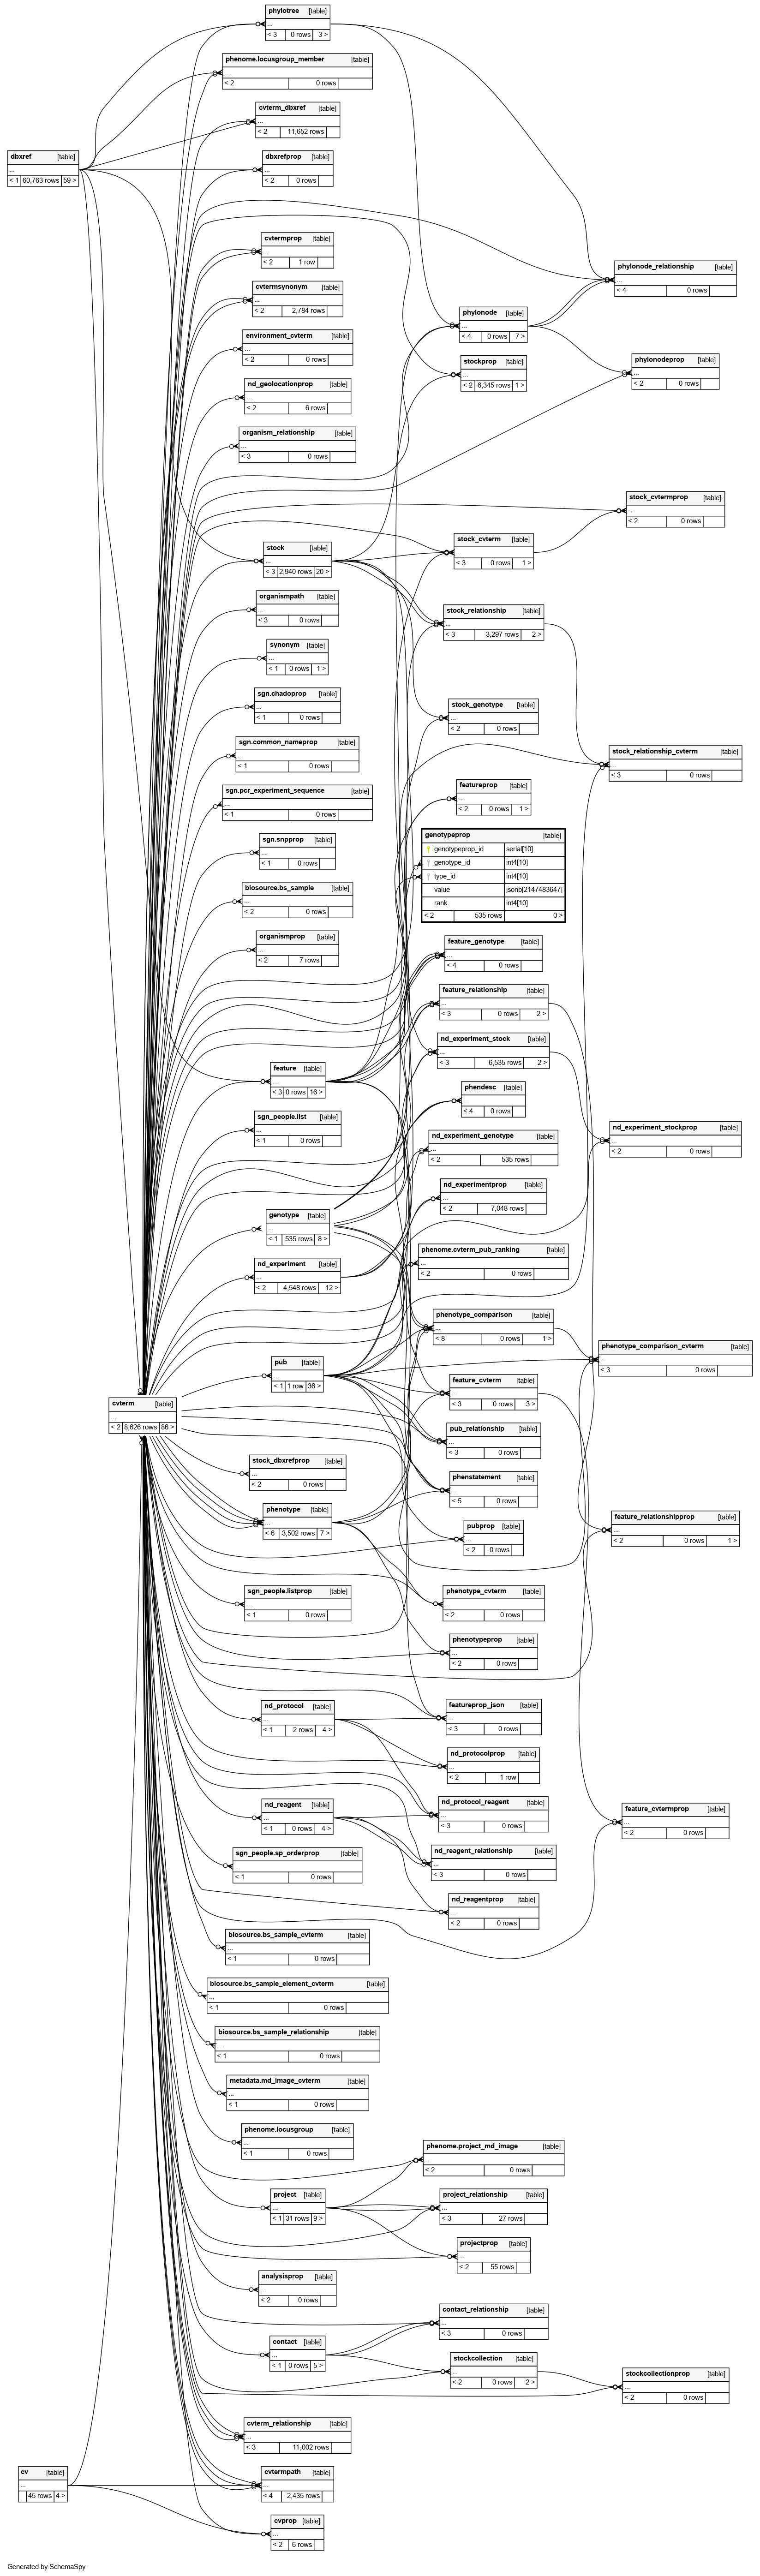 phylotree [table]
...
< 3 0 rows 3 >
phenome.locusgroup_member [table]
...
< 2 0 rows
cvterm_dbxref [table]
...
< 2 11,652 rows
dbxref [table]
...
< 1 60,763 rows 59 >
dbxrefprop [table]
...
< 2 0 rows
cvtermprop [table]
...
< 2 1 row
phylonode_relationship [table]
...
< 4 0 rows
cvtermsynonym [table]
...
< 2 2,784 rows
phylonode [table]
...
< 4 0 rows 7 >
environment_cvterm [table]
...
< 2 0 rows
stockprop [table]
...
< 2 6,345 rows 1 >
phylonodeprop [table]
...
< 2 0 rows
nd_geolocationprop [table]
...
< 2 6 rows
organism_relationship [table]
...
< 3 0 rows
stock_cvtermprop [table]
...
< 2 0 rows
stock [table]
...
< 3 2,940 rows 20 >
stock_cvterm [table]
...
< 3 0 rows 1 >
organismpath [table]
...
< 3 0 rows
stock_relationship [table]
...
< 3 3,297 rows 2 >
synonym [table]
...
< 1 0 rows 1 >
sgn.chadoprop [table]
...
< 1 0 rows
stock_genotype [table]
...
< 2 0 rows
sgn.common_nameprop [table]
...
< 1 0 rows
stock_relationship_cvterm [table]
...
< 3 0 rows
sgn.pcr_experiment_sequence [table]
...
< 1 0 rows
featureprop [table]
...
< 2 0 rows 1 >
genotypeprop [table]
genotypeprop_id serial[10]
genotype_id int4[10]
type_id int4[10]
value jsonb[2147483647]
rank int4[10]
< 2 535 rows 0 >
sgn.snpprop [table]
...
< 1 0 rows
biosource.bs_sample [table]
...
< 2 0 rows
organismprop [table]
...
< 2 7 rows
feature_genotype [table]
...
< 4 0 rows
feature_relationship [table]
...
< 3 0 rows 2 >
nd_experiment_stock [table]
...
< 3 6,535 rows 2 >
feature [table]
...
< 3 0 rows 16 >
phendesc [table]
...
< 4 0 rows
sgn_people.list [table]
...
< 1 0 rows
nd_experiment_stockprop [table]
...
< 2 0 rows
nd_experiment_genotype [table]
...
< 2 535 rows
nd_experimentprop [table]
...
< 2 7,048 rows
genotype [table]
...
< 1 535 rows 8 >
phenome.cvterm_pub_ranking [table]
...
< 2 0 rows
nd_experiment [table]
...
< 2 4,548 rows 12 >
phenotype_comparison [table]
...
< 8 0 rows 1 >
phenotype_comparison_cvterm [table]
...
< 3 0 rows
pub [table]
...
< 1 1 row 36 >
feature_cvterm [table]
...
< 3 0 rows 3 >
cvterm [table]
...
< 2 8,626 rows 86 >
pub_relationship [table]
...
< 3 0 rows
stock_dbxrefprop [table]
...
< 2 0 rows
phenstatement [table]
...
< 5 0 rows
phenotype [table]
...
< 6 3,502 rows 7 >
feature_relationshipprop [table]
...
< 2 0 rows 1 >
pubprop [table]
...
< 2 0 rows
sgn_people.listprop [table]
...
< 1 0 rows
phenotype_cvterm [table]
...
< 2 0 rows
phenotypeprop [table]
...
< 2 0 rows
nd_protocol [table]
...
< 1 2 rows 4 >
featureprop_json [table]
...
< 3 0 rows
nd_protocolprop [table]
...
< 2 1 row
nd_reagent [table]
...
< 1 0 rows 4 >
nd_protocol_reagent [table]
...
< 3 0 rows
feature_cvtermprop [table]
...
< 2 0 rows
sgn_people.sp_orderprop [table]
...
< 1 0 rows
nd_reagent_relationship [table]
...
< 3 0 rows
nd_reagentprop [table]
...
< 2 0 rows
biosource.bs_sample_cvterm [table]
...
< 1 0 rows
biosource.bs_sample_element_cvterm [table]
...
< 1 0 rows
biosource.bs_sample_relationship [table]
...
< 1 0 rows
metadata.md_image_cvterm [table]
...
< 1 0 rows
phenome.locusgroup [table]
...
< 1 0 rows
phenome.project_md_image [table]
...
< 2 0 rows
project [table]
...
< 1 31 rows 9 >
project_relationship [table]
...
< 3 27 rows
projectprop [table]
...
< 2 55 rows
analysisprop [table]
...
< 2 0 rows
contact_relationship [table]
...
< 3 0 rows
contact [table]
...
< 1 0 rows 5 >
stockcollection [table]
...
< 2 0 rows 2 >
stockcollectionprop [table]
...
< 2 0 rows
cvterm_relationship [table]
...
< 3 11,002 rows
cv [table]
...
45 rows 4 >
cvtermpath [table]
...
< 4 2,435 rows
cvprop [table]
...
< 2 6 rows
Generated by SchemaSpy